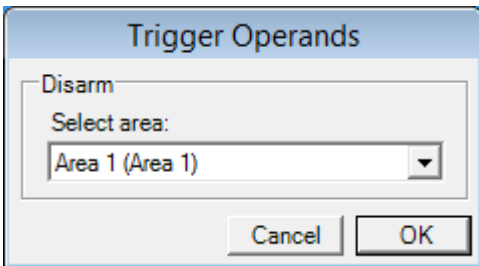 Trigger Operands
Disarm
Select area:
Area 1 (Area 1)
Cancel OK